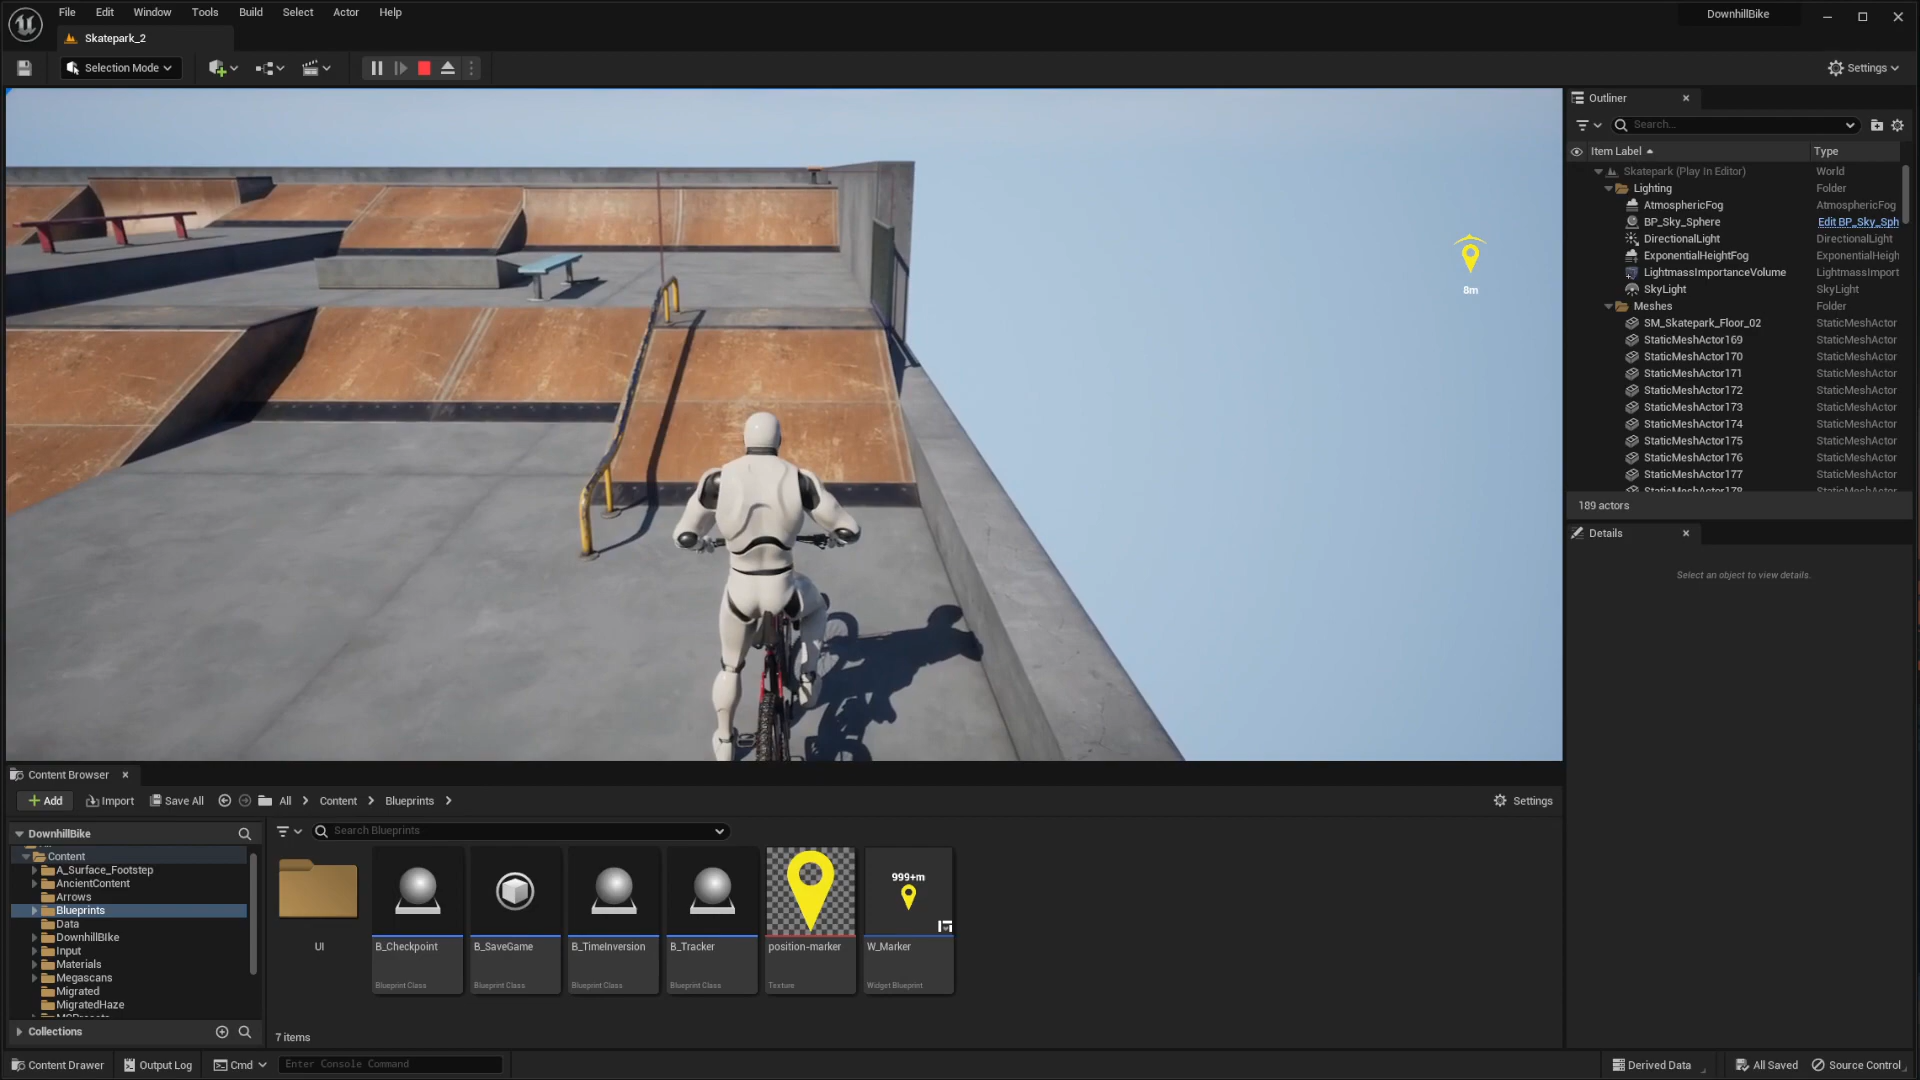 File Edit Window Tools Build Select Actor Help
DownhillBike
Skatepark_2
Selection Mode
Settings
8m
Outliner
Search...
Item Label Type
Skatepark (Play In Editor) World
Lighting Folder
AtmosphericFog AtmosphericFog
BP_Sky_Sphere Edit BP_Sky_Sph
DirectionalLight DirectionalLight
ExponentialHeightFog ExponentialHeigh
LightmassImportanceVolume LightmassImport
SkyLight SkyLight
Meshes Folder
SM_Skatepark_Floor_02 StaticMeshActor
StaticMeshActor169 StaticMeshActor
StaticMeshActor170 StaticMeshActor
StaticMeshActor171 StaticMeshActor
StaticMeshActor172 StaticMeshActor
StaticMeshActor173 StaticMeshActor
StaticMeshActor174 StaticMeshActor
StaticMeshActor175 StaticMeshActor
StaticMeshActor176 StaticMeshActor
StaticMeshActor177 StaticMeshActor
StaticMeshActor178 StaticMeshActor
189 actors
Details
Select an object to view details.
Content Browser
Add Import Save All All Content Blueprints Settings
DownhillBike
Search Blueprints
Content
A_Surface_Footstep
AncientContent
Arrows
Blueprints
Data
DownhillBIke
Input
Materials
Megascans
Migrated
MigratedHaze
Collections
999+m
UI
B_Checkpoint
Blueprint Class
B_SaveGame
Blueprint Class
B_TimeInversion
Blueprint Class
B_Tracker
Blueprint Class
position-marker
Texture
W_Marker
Widget Blueprint
7 items
Content Drawer Output Log Cmd Enter Console Command Derived Data All Saved Source Control